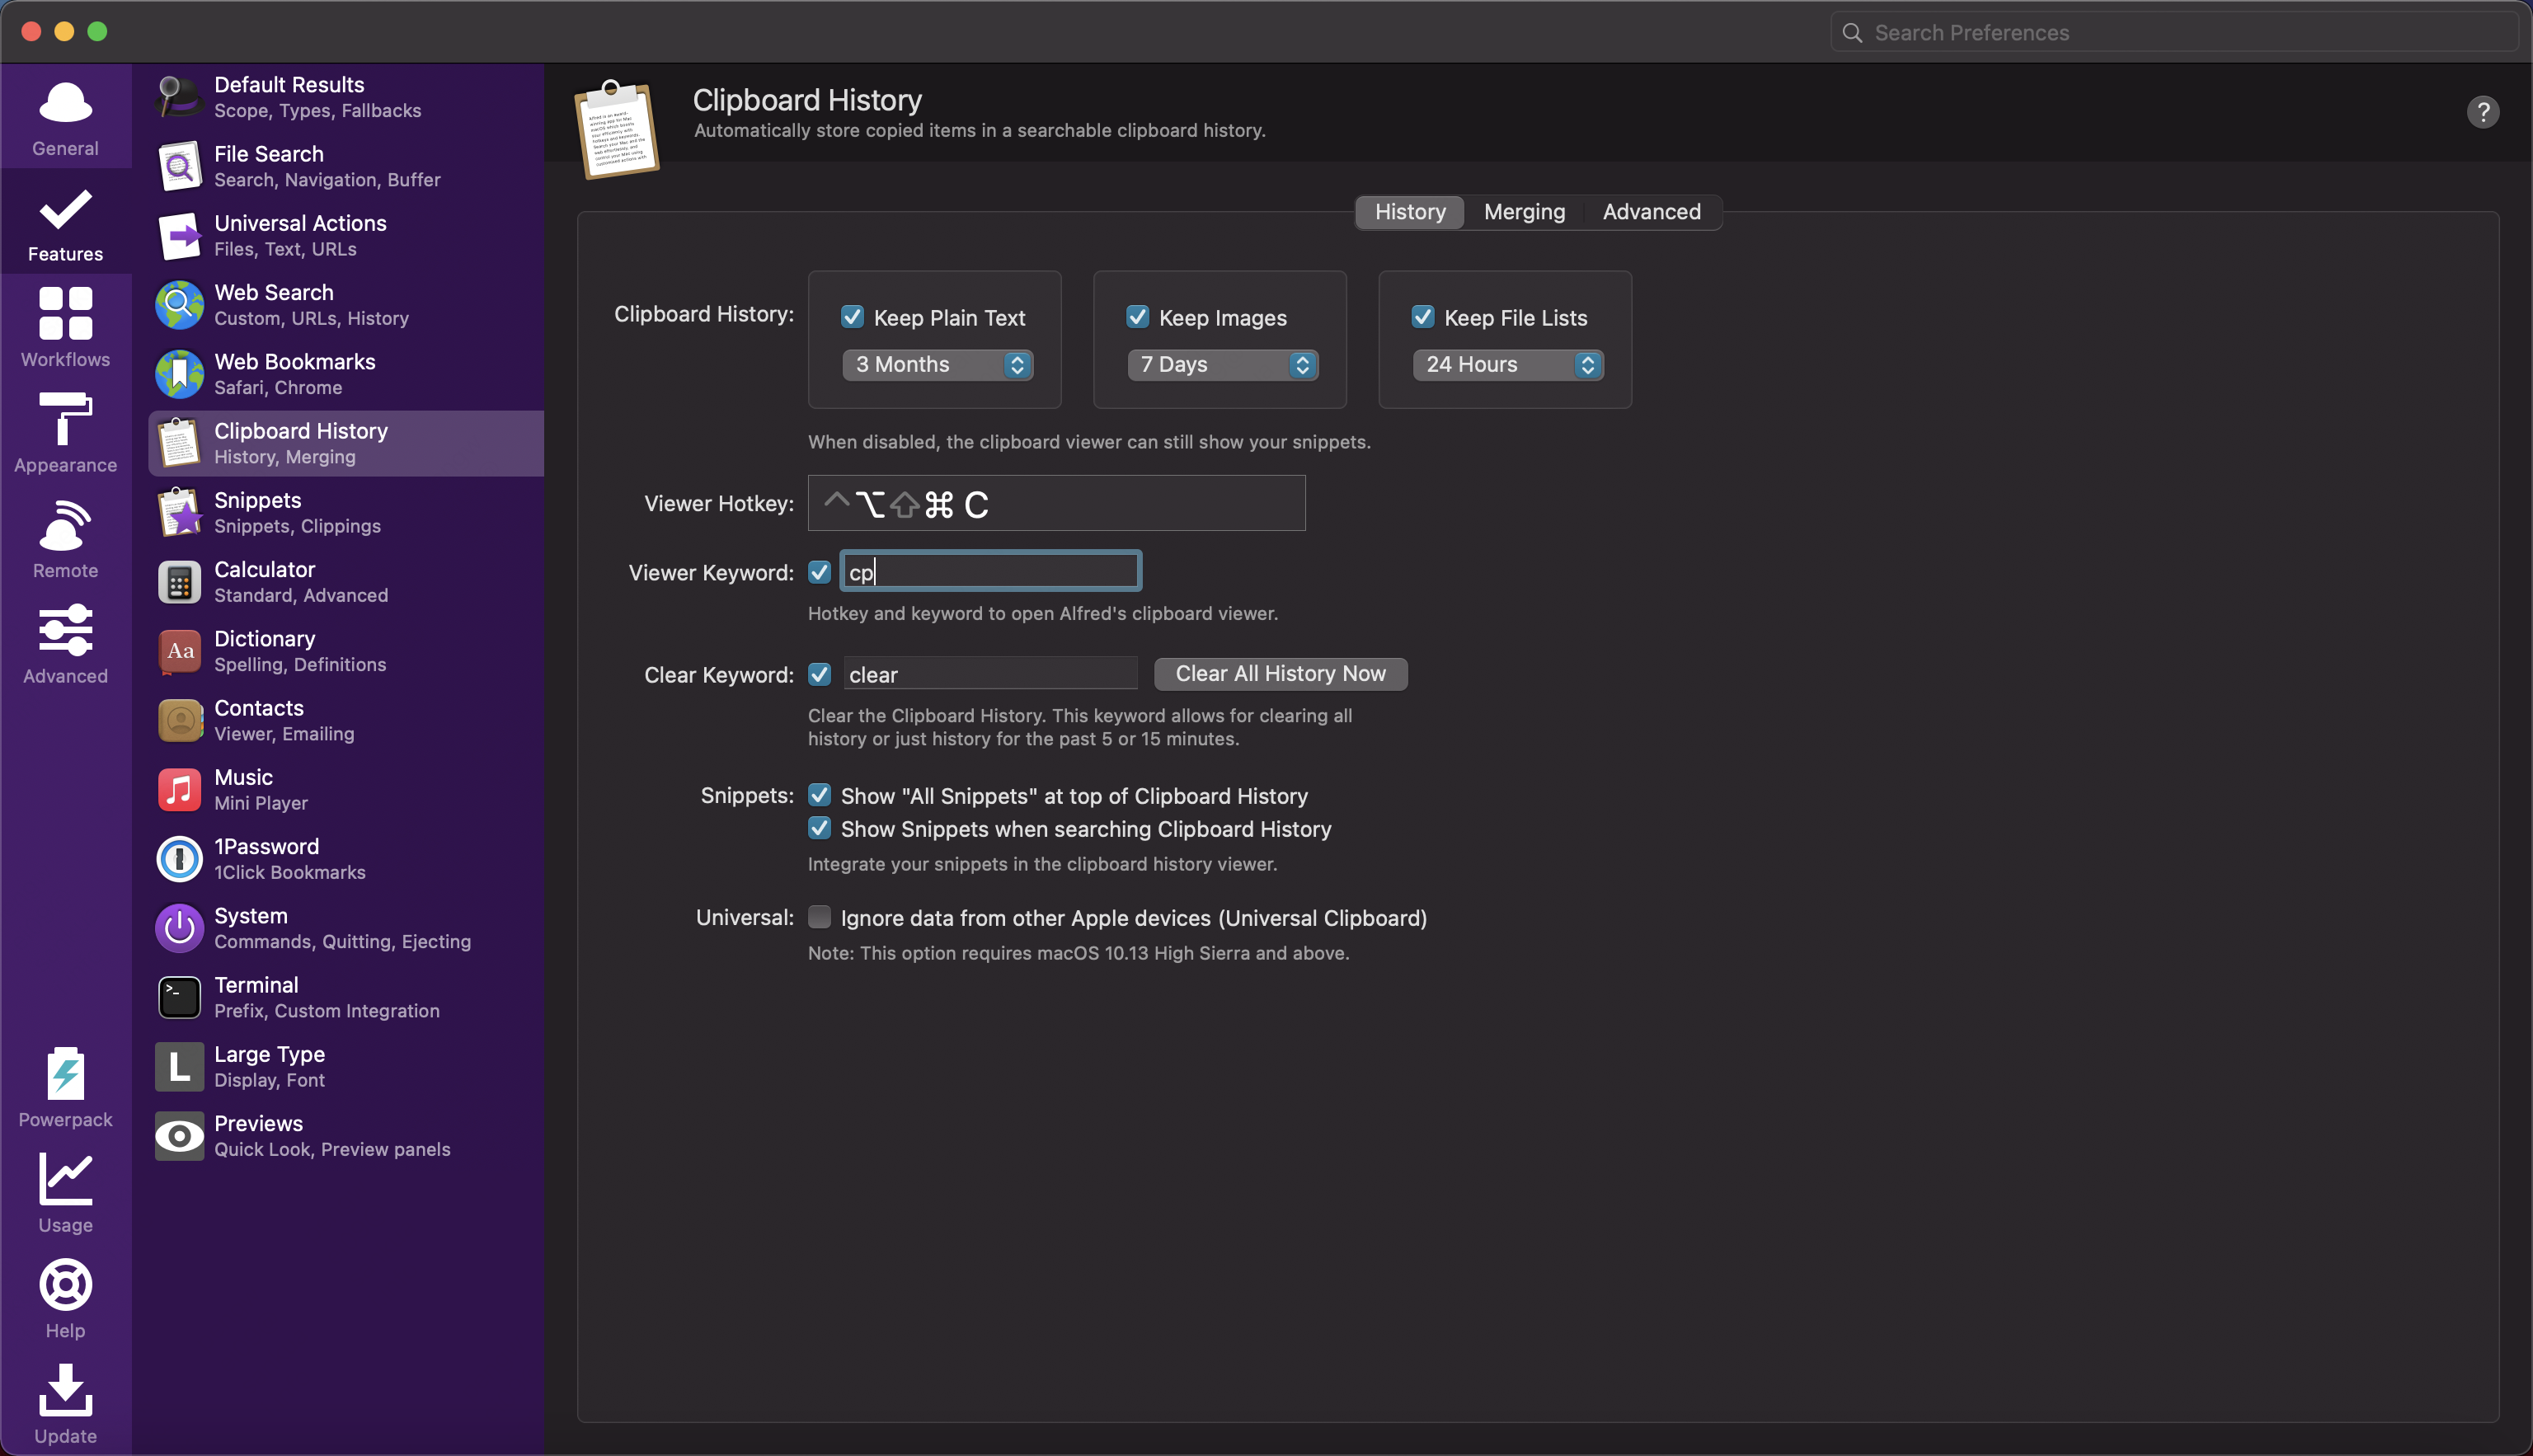 Search Preferences
General
Features
Workflows
Appearance
Remote
Advanced
Powerpack
Usage
Help
Update
Default Results
Scope, Types, Fallbacks
File Search
Search, Navigation, Buffer
Universal Actions
Files, Text, URLs
Web Search
Custom, URLs, History
Web Bookmarks
Safari, Chrome
Clipboard History
History, Merging
Snippets
Snippets, Clippings
Calculator
Standard, Advanced
Aa
Dictionary
Spelling, Definitions
Contacts
Viewer, Emailing
Music
Mini Player
1Password
1Click Bookmarks
System
Commands, Quitting, Ejecting
>_
Terminal
Prefix, Custom Integration
L
Large Type
Display, Font
Previews
Quick Look, Preview panels
Clipboard History
Automatically store copied items in a searchable clipboard history.
?
History Merging Advanced
Clipboard History:
Keep Plain Text
3 Months
Keep Images
7 Days
Keep File Lists
24 Hours
When disabled, the clipboard viewer can still show your snippets.
Viewer Hotkey: ^⌥⇧⌘ C
Viewer Keyword: cp
Hotkey and keyword to open Alfred's clipboard viewer.
Clear Keyword: clear Clear All History Now
Clear the Clipboard History. This keyword allows for clearing all
history or just history for the past 5 or 15 minutes.
Snippets: Show "All Snippets" at top of Clipboard History
Show Snippets when searching Clipboard History
Integrate your snippets in the clipboard history viewer.
Universal: Ignore data from other Apple devices (Universal Clipboard)
Note: This option requires macOS 10.13 High Sierra and above.